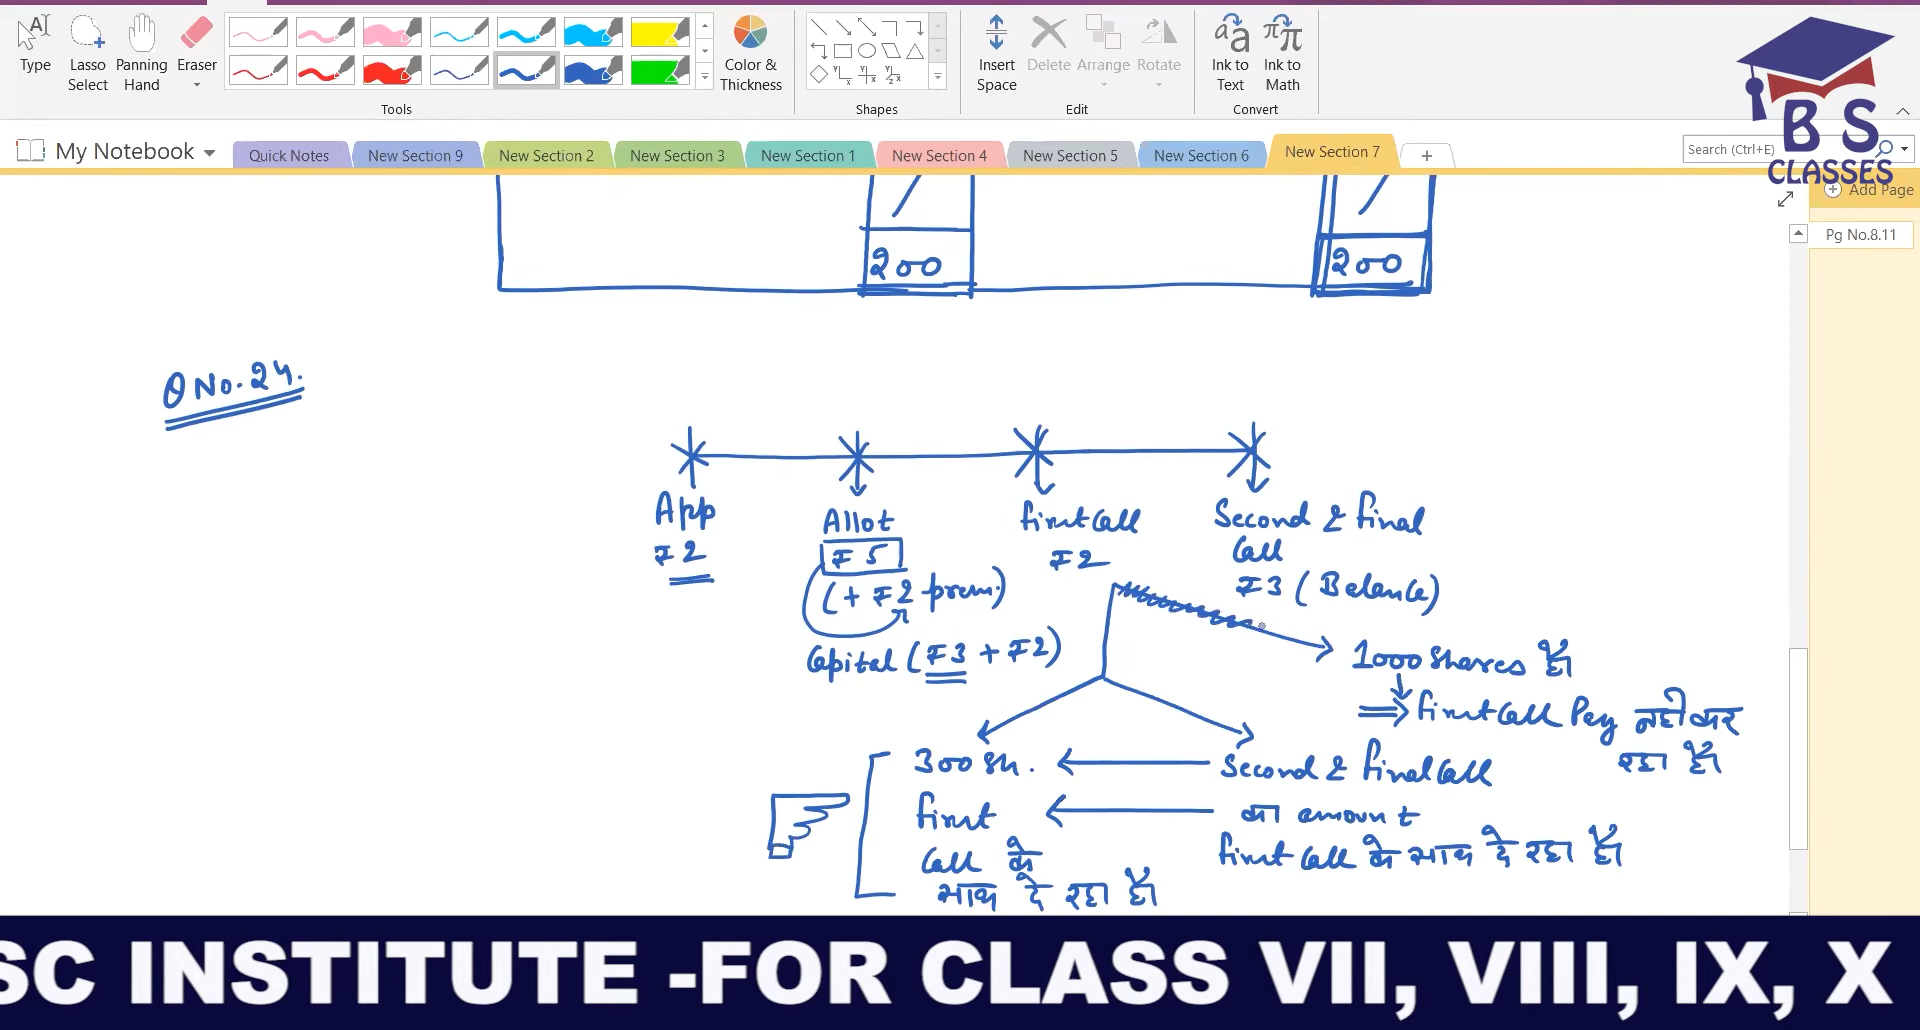 Type
Lasso Select
Panning Hand
Eraser
Color & Thickness
Insert Space
Delete
Arrange
Rotate
Ink to Text
Ink to Math
Tools
Shapes
Edit
Convert
B S
CLASSES
My Notebook
Quick Notes
New Section 9
New Section 2
New Section 3
New Section 1
New Section 4
New Section 5
New Section 6
New Section 7
Search (Ctrl+E)
Add Page
Pg No.8.11
200
200
Q No. 24.
App
₹ 2
Allot
₹ 5
(+ ₹2 prem.)
Capital (₹3 + ₹2)
first Call
₹2
Second & final
Call
₹3 (Balance)
1000 shares है
⇒ first Call Pay नही कर
रहा है।
300 Sh.
first
Call के
साथ दे रहा है।
Second & final Call
का amount
first Call के साथ दे रहा है।
SC INSTITUTE -FOR CLASS VII, VIII, IX, X